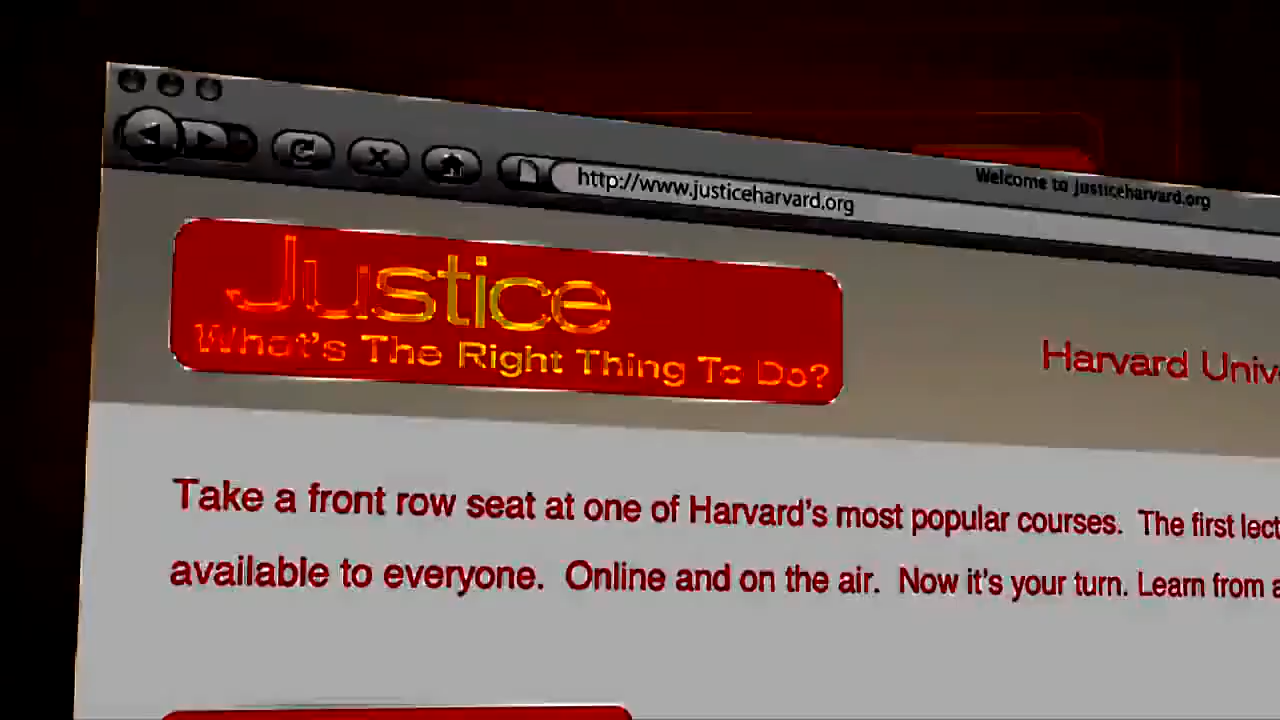 http://www.justiceharvard.org
Welcome to justiceharvard.org
Justice
What's The Right Thing To Do?
Harvard
Take a front row seat at one of Harvard's most popular courses. The first
available to everyone. Online and on the air. Now it's your turn. Learn from